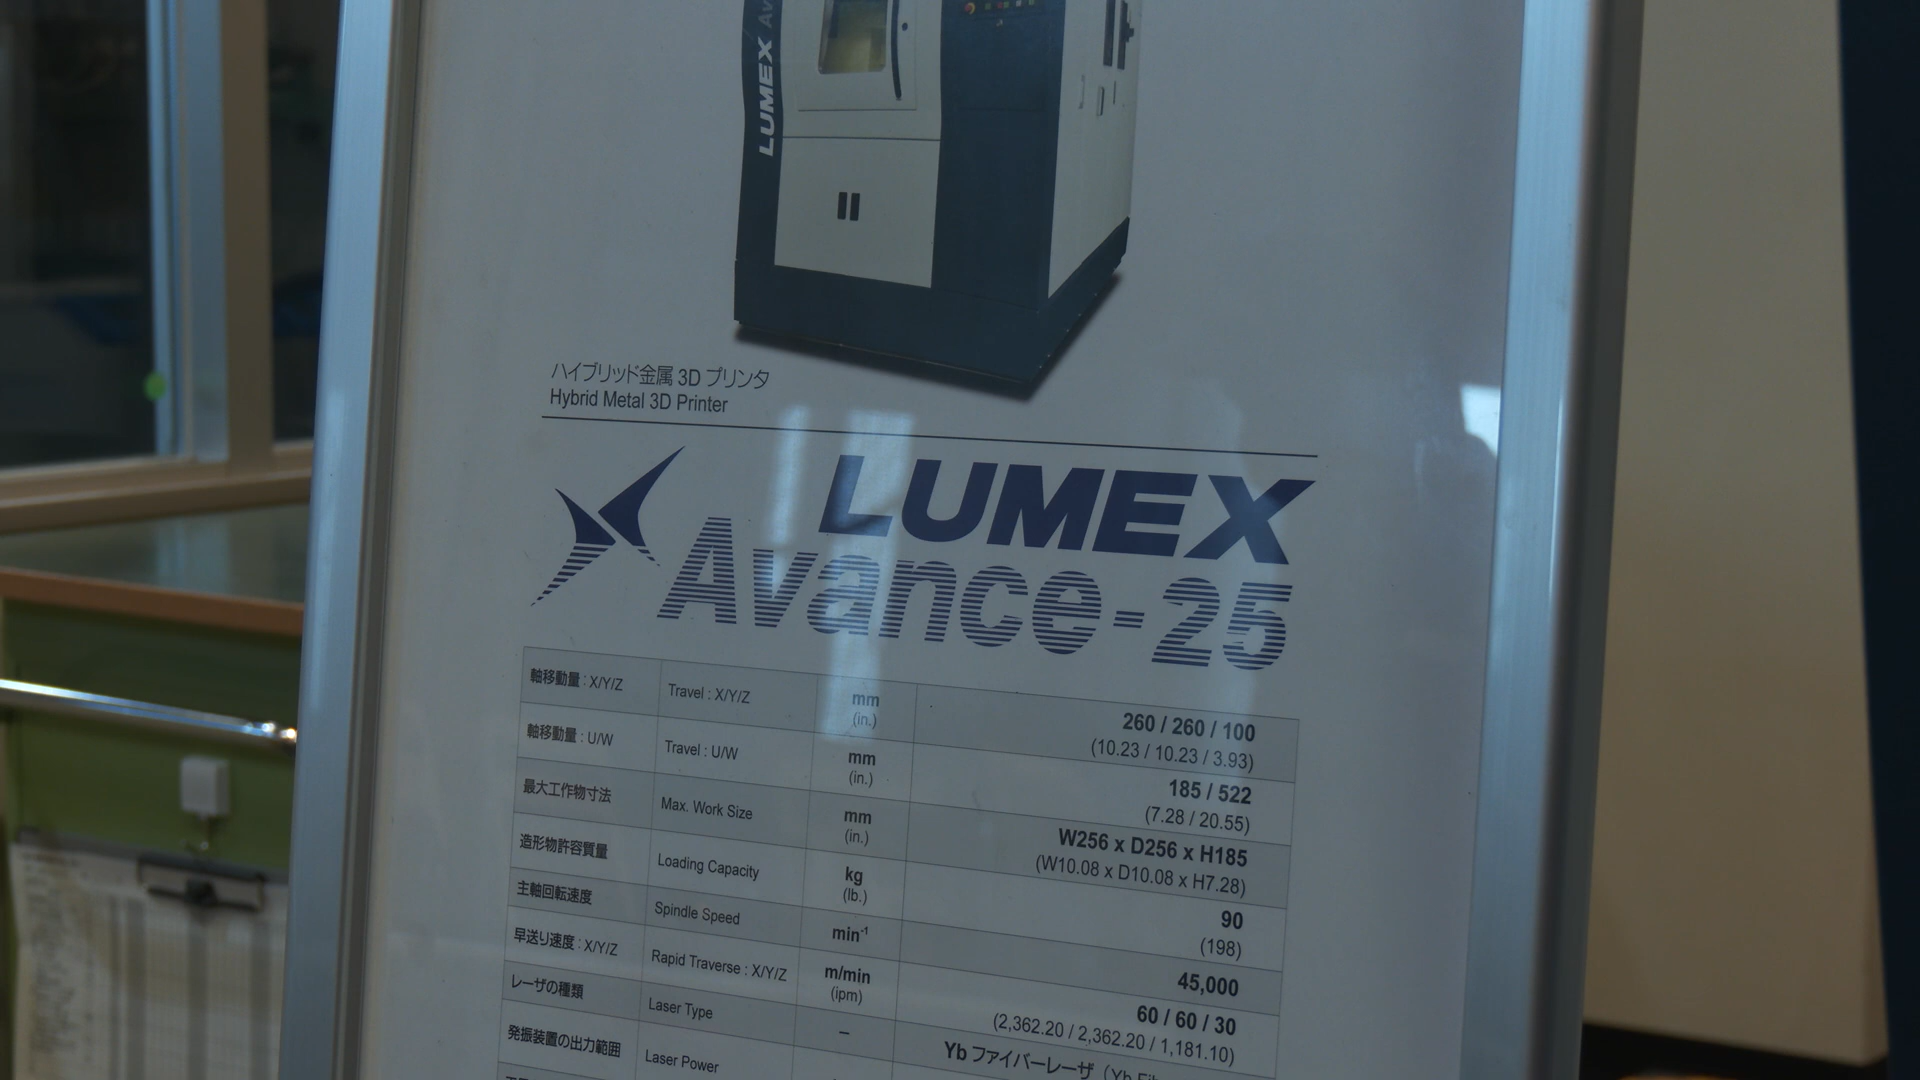 LUMEX Av
ハイブリッド金属 3D プリンタ
Hybrid Metal 3D Printer
LUMEX
Avance-25
軸移動量 : X/Y/Z Travel : X/Y/Z mm (in.) 260 / 260 / 100 (10.23 / 10.23 / 3.93)
軸移動量 : U/W Travel : U/W mm (in.) 185 / 522 (7.28 / 20.55)
最大工作物寸法 Max. Work Size mm (in.) W256 x D256 x H185 (W10.08 x D10.08 x H7.28)
造形物許容質量 Loading Capacity kg (lb.) 90 (198)
主軸回転速度 Spindle Speed min⁻¹ 45,000
早送り速度 : X/Y/Z Rapid Traverse : X/Y/Z m/min (ipm) 60 / 60 / 30 (2,362.20 / 2,362.20 / 1,181.10)
レーザの種類 Laser Type – Yb ファイバーレーザ (Yb
発振装置の出力範囲 Laser Power